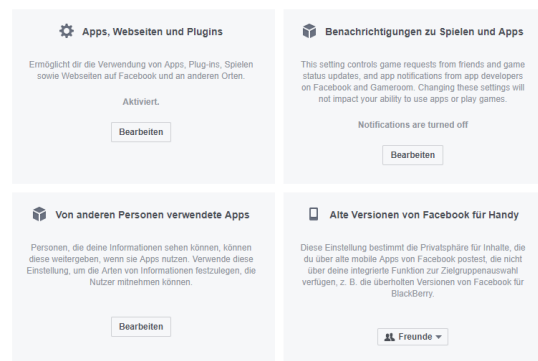 Apps, Webseiten und Plugins
Ermöglicht dir die Verwendung von Apps, Plug-ins, Spielen
sowie Webseiten auf Facebook und an anderen Orten.
Aktiviert.
Bearbeiten
Benachrichtigungen zu Spielen und Apps
This setting controls game requests from friends and game
status updates, and app notifications from app developers
on Facebook and Gameroom. Changing these settings will
not impact your ability to use apps or play games.
Notifications are turned off
Bearbeiten
Von anderen Personen verwendete Apps
Personen, die deine Informationen sehen können, können
diese weitergeben, wenn sie Apps nutzen. Verwende diese
Einstellung, um die Arten von Informationen festzulegen, die
Nutzer mitnehmen können.
Bearbeiten
Alte Versionen von Facebook für Handy
Diese Einstellung bestimmt die Privatsphäre für Inhalte, die
du über alte mobile Apps von Facebook postest, die nicht
über deine integrierte Funktion zur Zielgruppenauswahl
verfügen, z. B. die überholten Versionen von Facebook für
BlackBerry.
Freunde